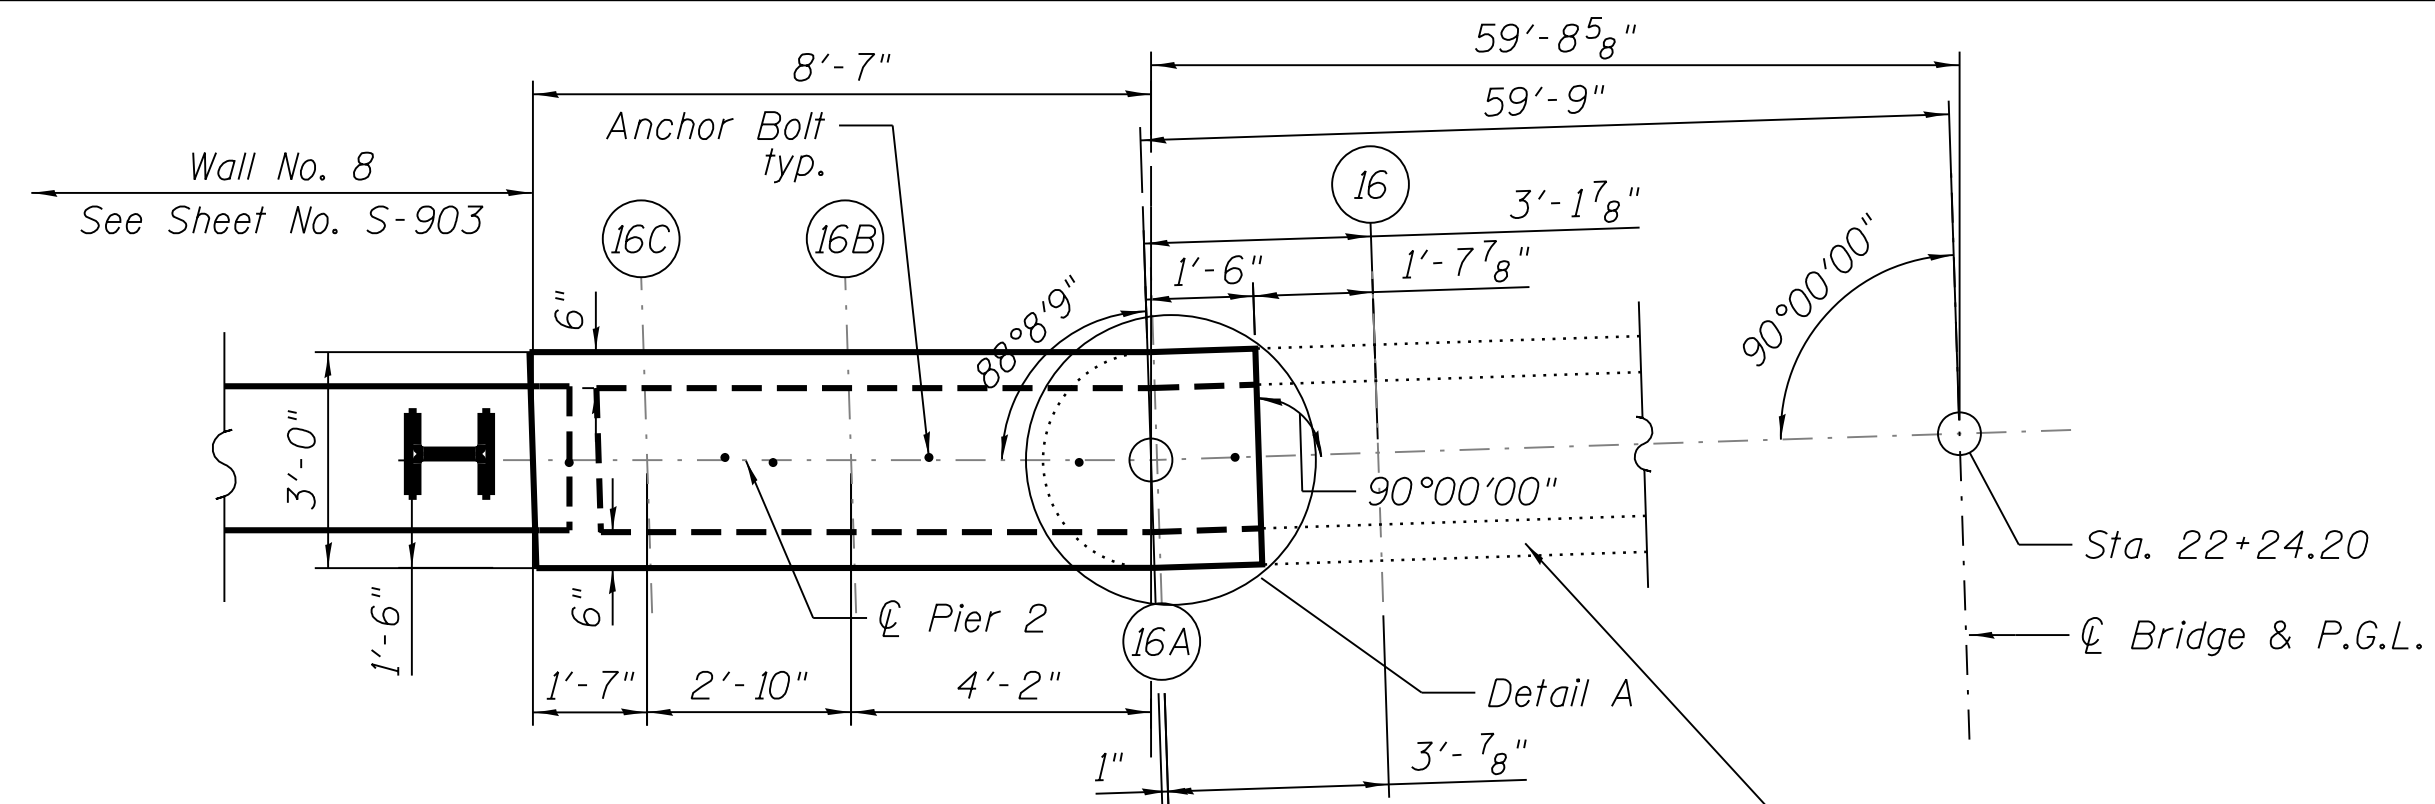 59'-8 5/8"
8'-7"
59'-9"
Anchor Bolt
typ.
Wall No. 8
See Sheet No. S-903
16
3'-1 7/8"
16C
16B
1'-6"
1'-7 7/8"
6"
88°8'9"
90°00'00"
3'-0"
90°00'00"
Sta. 22+24.20
1'-6"
6"
℄ Pier 2
16A
℄ Bridge & P.G.L.
1'-7"
2'-10"
4'-2"
Detail A
1"
3'- 7/8"